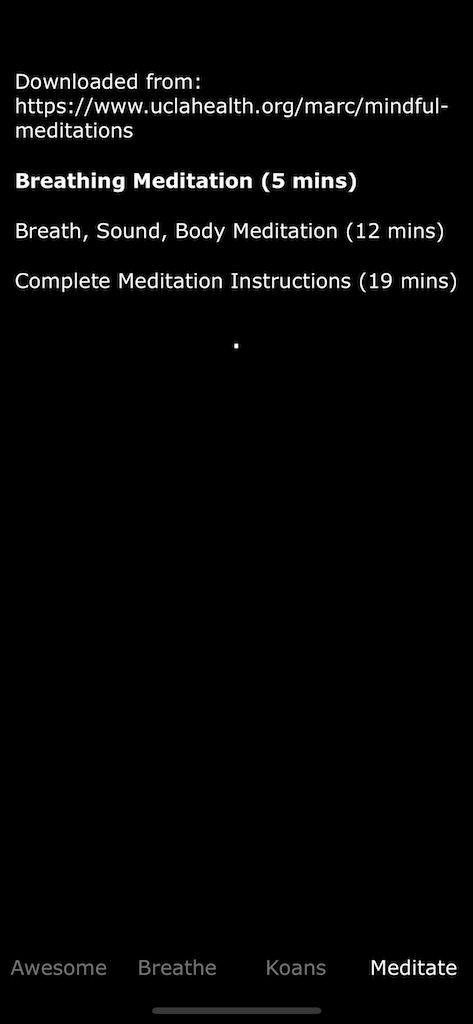 Downloaded from:
https://www.uclahealth.org/marc/mindful-
meditations
Breathing Meditation (5 mins)
Breath, Sound, Body Meditation (12 mins)
Complete Meditation Instructions (19 mins)
.
Awesome Breathe Koans Meditate